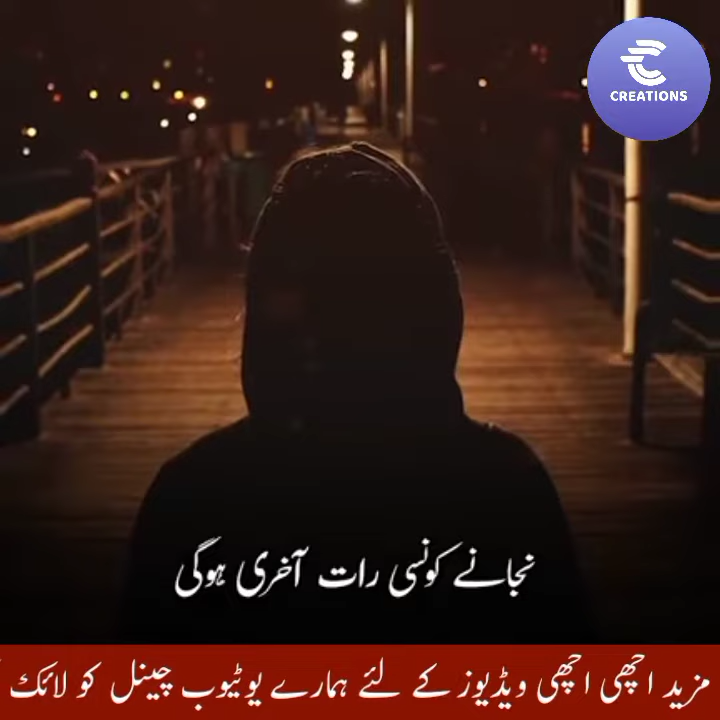 CREATIONS
نجانے کونسی رات آخری ہوگی
مزید اچھی اچھی ویڈیوز کے لئے ہمارے یوٹیوب چینل کو لائک